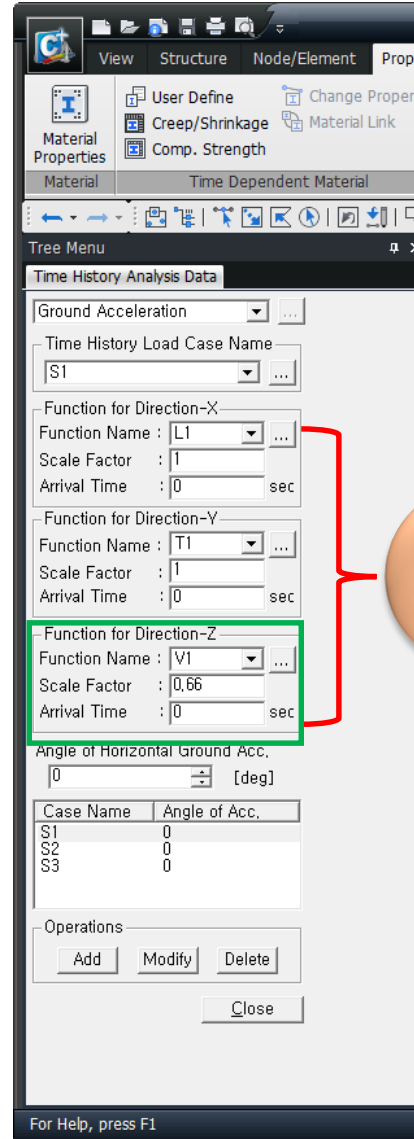 View Structure Node/Element Prop
User Define Change Proper
Creep/Shrinkage Material Link
Material Properties Comp. Strength
Material Time Dependent Material
Tree Menu
Time History Analysis Data
Ground Acceleration ...
Time History Load Case Name
S1 ...
Function for Direction-X
Function Name : L1 ...
Scale Factor : 1
Arrival Time : 0 sec
Function for Direction-Y
Function Name : T1 ...
Scale Factor : 1
Arrival Time : 0 sec
Function for Direction-Z
Function Name : V1 ...
Scale Factor : 0.66
Arrival Time : 0 sec
Angle of Horizontal Ground Acc.
0 [deg]
Case Name Angle of Acc.
S1 0
S2 0
S3 0
Operations
Add Modify Delete
Close
For Help, press F1